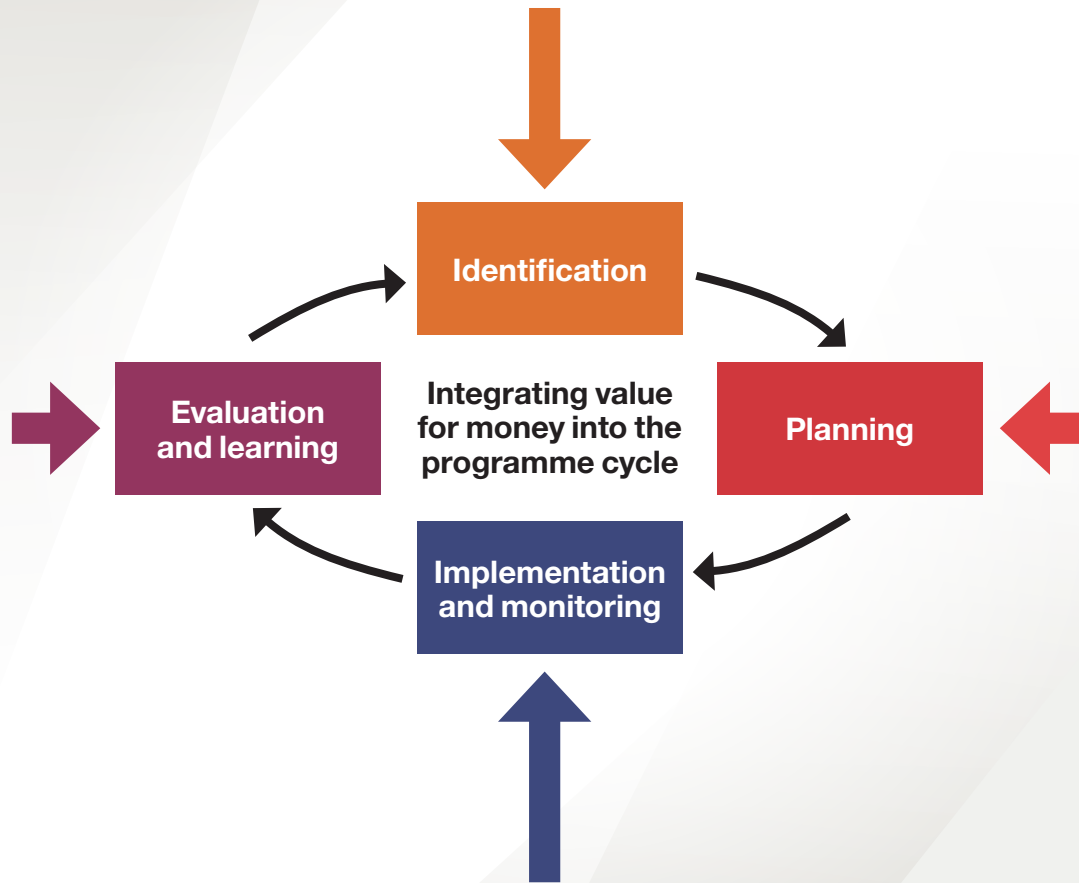 Identification
Evaluation
and learning
Integrating value
for money into the
programme cycle
Planning
Implementation
and monitoring